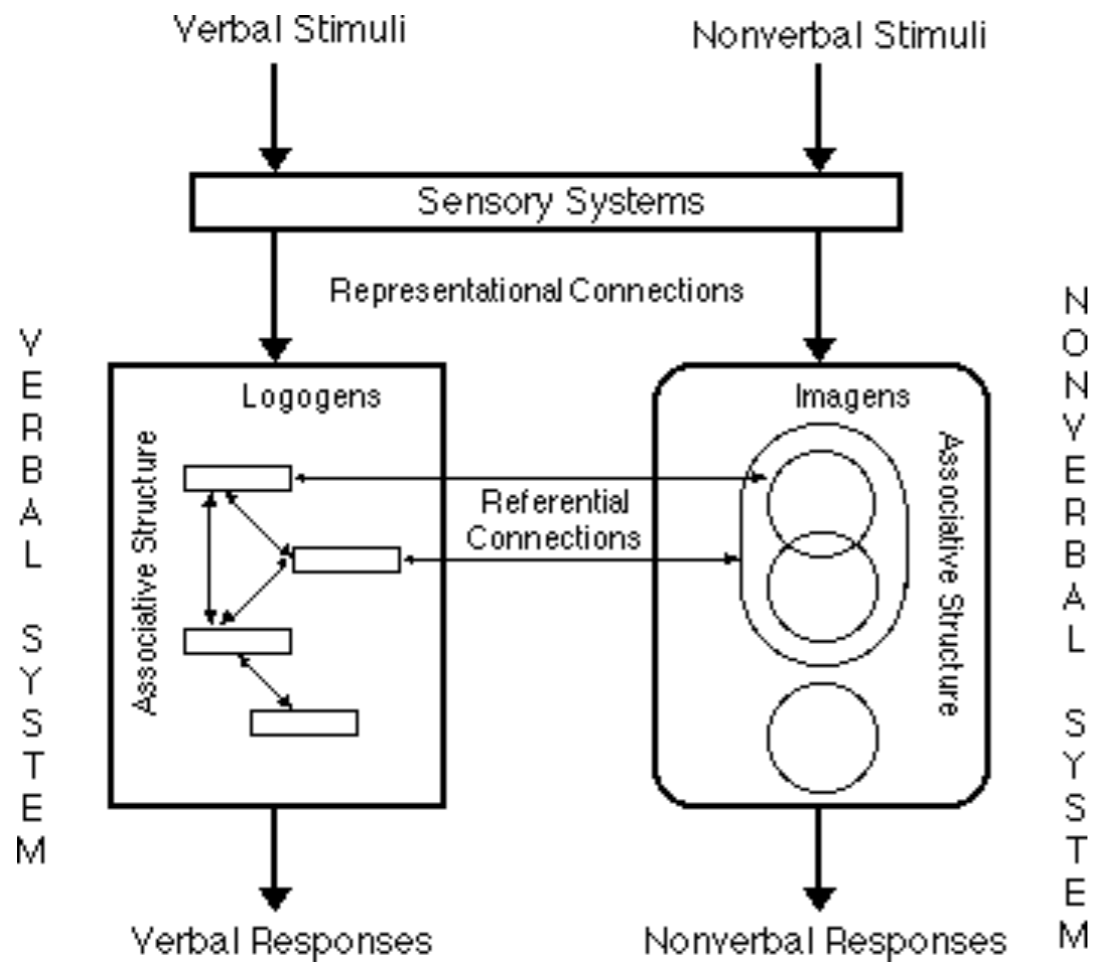 Verbal Stimuli
Nonverbal Stimuli
Sensory Systems
Representational Connections
VERBAL SYSTEM
NONVERBAL SYSTEM
Logogens
Imagens
Associative Structure
Associative Structure
Referential
Connections
Verbal Responses
Nonverbal Responses